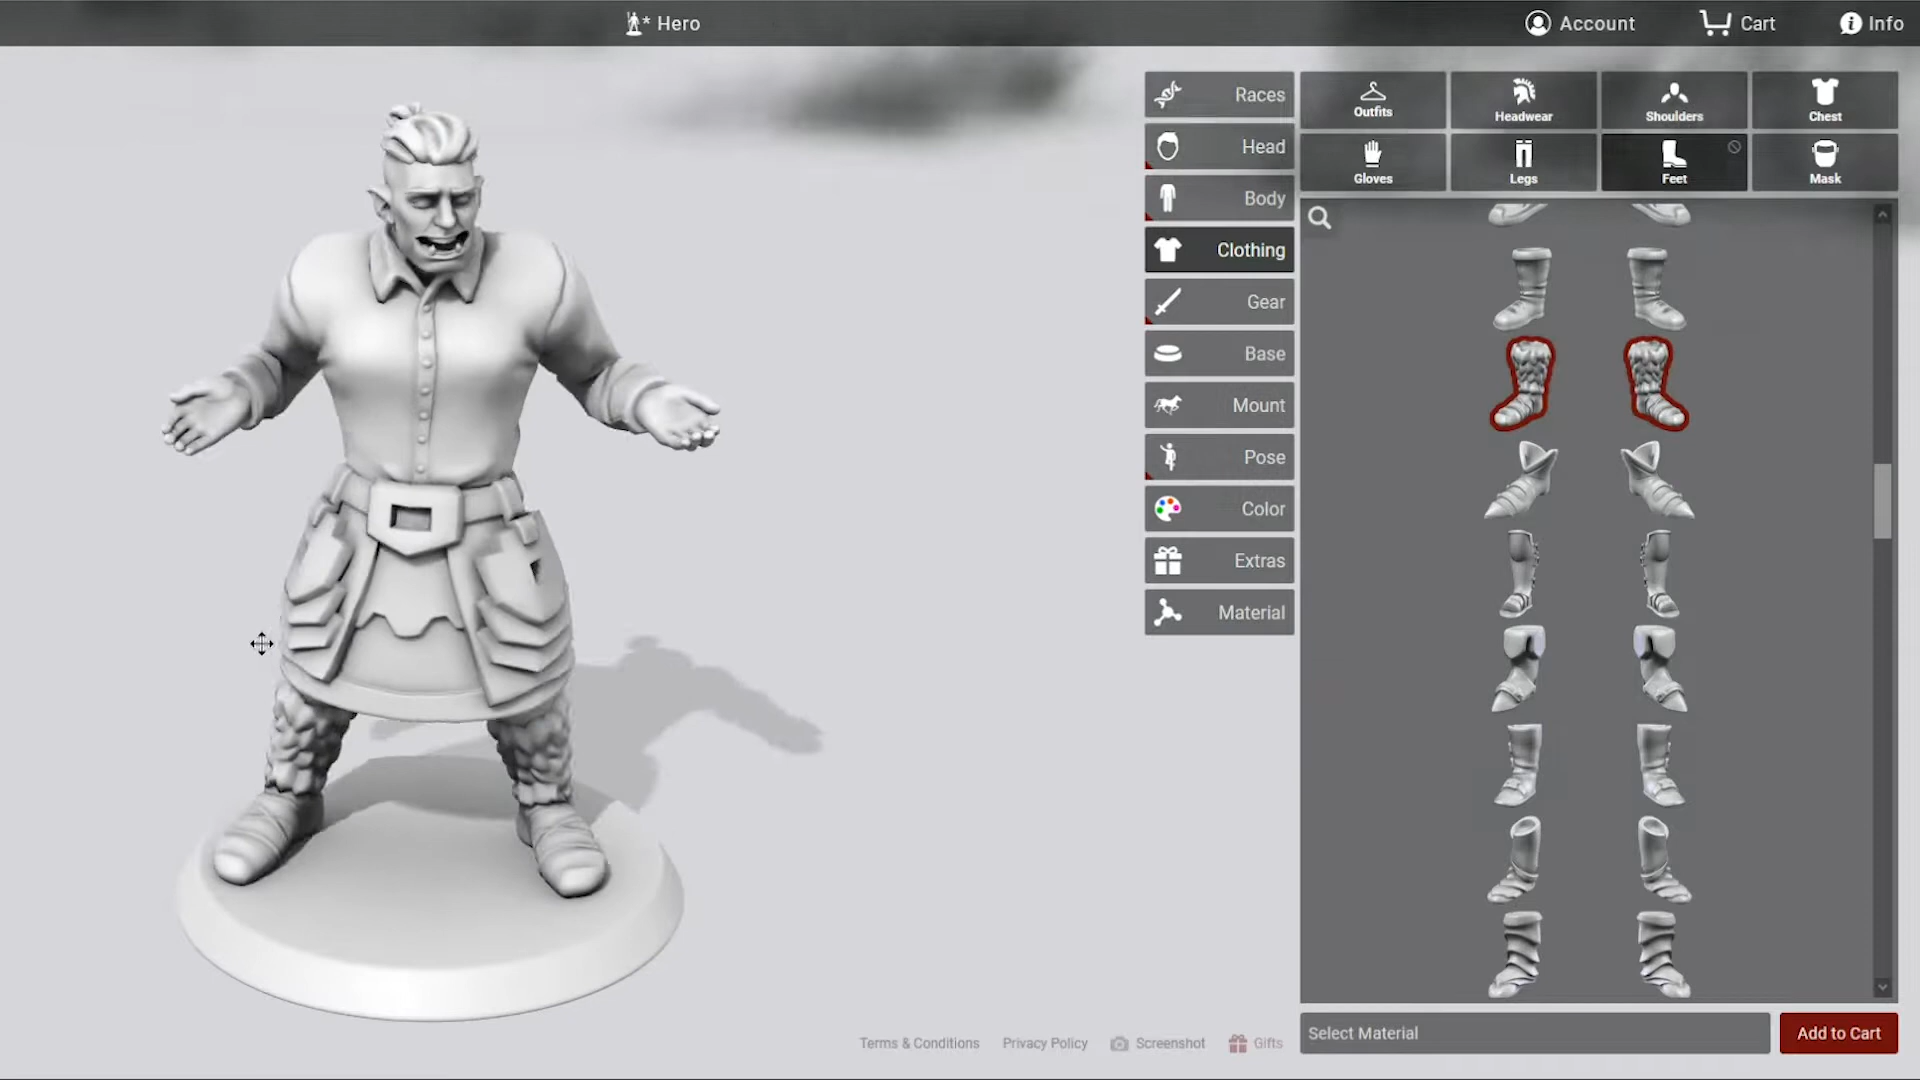 * Hero
Account
Cart
Info
Races
Head
Body
Clothing
Gear
Base
Mount
Pose
Color
Extras
Material
Outfits
Headwear
Shoulders
Chest
Gloves
Legs
Feet
Mask
Terms & Conditions
Privacy Policy
Screenshot
Gifts
Select Material
Add to Cart